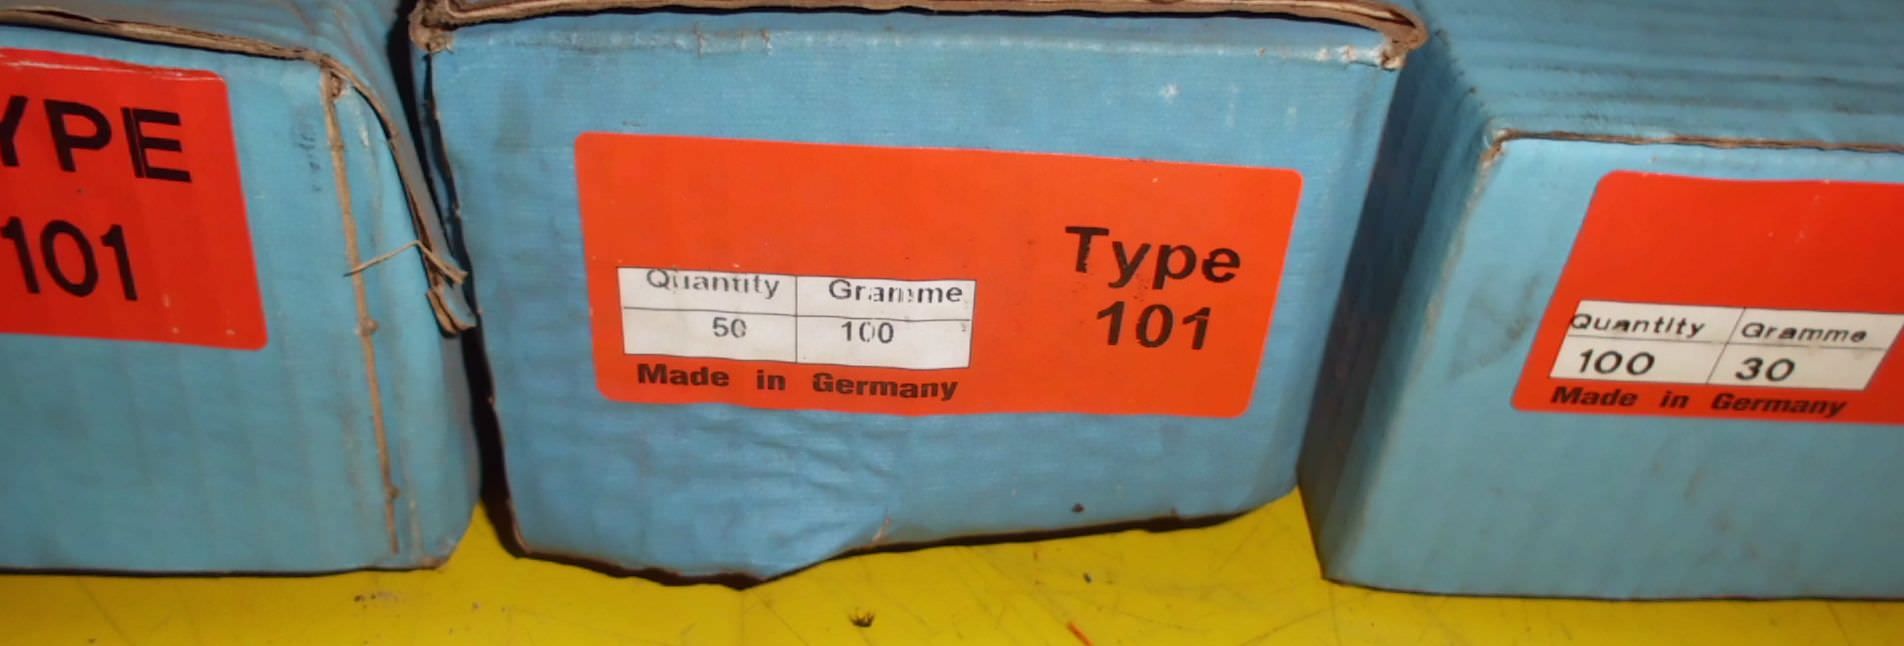 YPE
101
Quantity Gramme
50 100
Made in Germany
Type
101
Quantity Gramme
100 30
Made in Germany